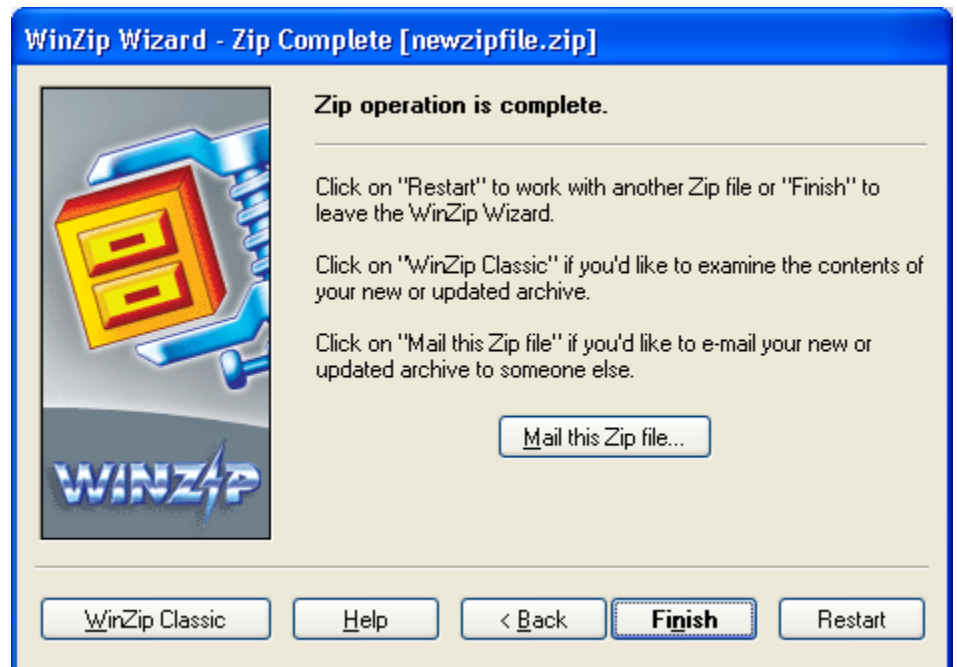 WinZip Wizard - Zip Complete [newzipfile.zip]
Zip operation is complete.
Click on "Restart" to work with another Zip file or "Finish" to
leave the WinZip Wizard.
Click on "WinZip Classic" if you'd like to examine the contents of
your new or updated archive.
Click on "Mail this Zip file" if you'd like to e-mail your new or
updated archive to someone else.
Mail this Zip file...
WINZIP
WinZip Classic
Help
< Back
Finish
Restart